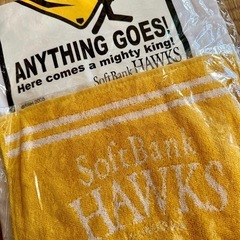 ANYTHING GOES!
Here comes a mighty king!
SoftBank HAWKS
SoftBank
HAWKS